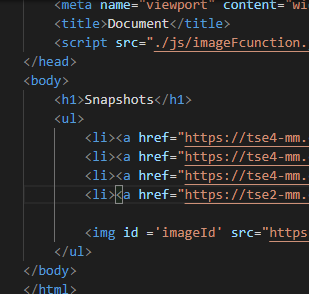 <meta name="viewport" content="wi
<title>Document</title>
<script src="./js/imageFcunction.
</head>
<body>
<h1>Snapshots</h1>
<ul>
<li><a href="https://tse4-mm.
<li><a href="https://tse4-mm.
<li><a href="https://tse4-mm.
<li><a href="https://tse2-mm.
<img id ='imageId' src="https
</ul>
</body>
</html>